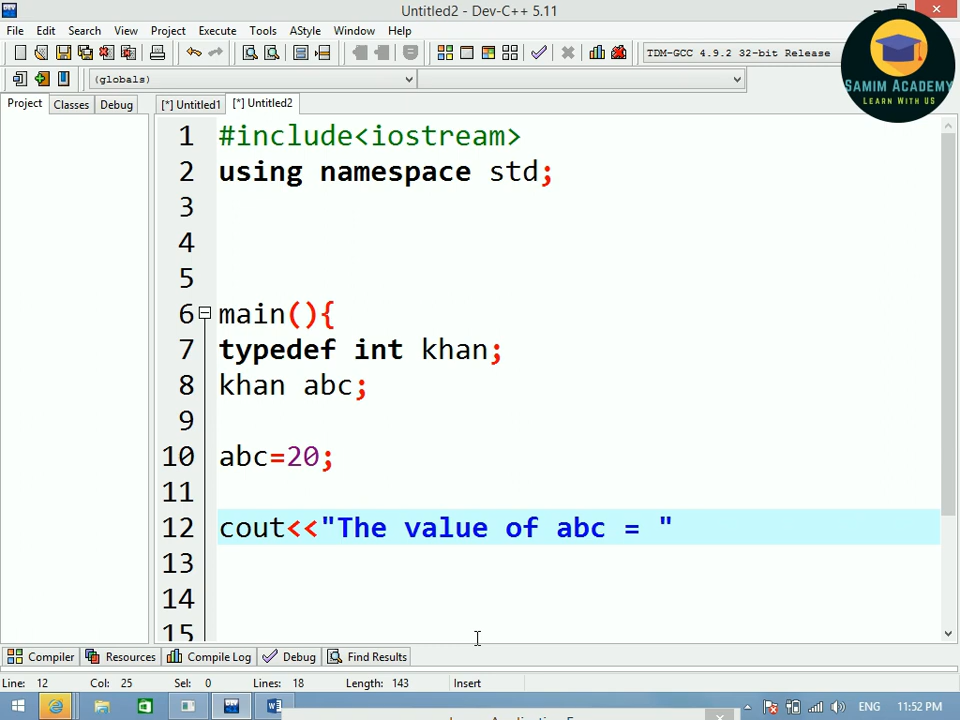 Untitled2 - Dev-C++ 5.11
File Edit Search View Project Execute Tools AStyle Window Help
TDM-GCC 4.9.2 32-bit Release
SAMIM ACADEMY
LEARN WITH US
(globals)
Project Classes Debug [*] Untitled1 [*] Untitled2
1 #include<iostream>
2 using namespace std;
3
4
5
6 main(){
7 typedef int khan;
8 khan abc;
9
10 abc=20;
11
12 cout<<"The value of abc = "
13
14
15
Compiler Resources Compile Log Debug Find Results
Line: 12 Col: 25 Sel: 0 Lines: 18 Length: 143 Insert
ENG 11:52 PM